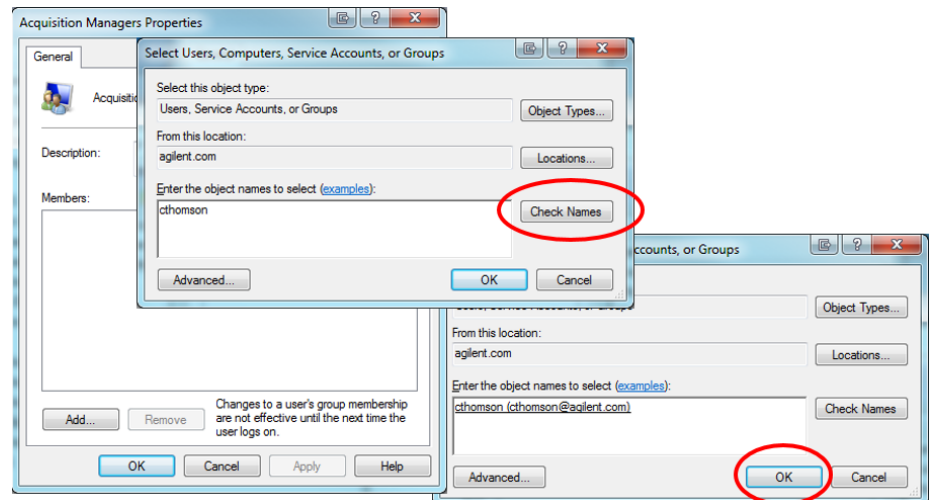 Acquisition Managers Properties
General
Description:
Members:
Add...
Remove
Changes to a user's group membership
are not effective until the next time the
user logs on.
OK
Cancel
Apply
Help
Select Users, Computers, Service Accounts, or Groups
Select this object type:
Users, Service Accounts, or Groups
Object Types...
From this location:
agilent.com
Locations...
Enter the object names to select (examples):
cthomson
Check Names
Advanced...
OK
Cancel
ccounts, or Groups
Object Types...
From this location:
agilent.com
Locations...
Enter the object names to select (examples):
cthomson (cthomson@agilent.com)
Check Names
Advanced...
OK
Cancel